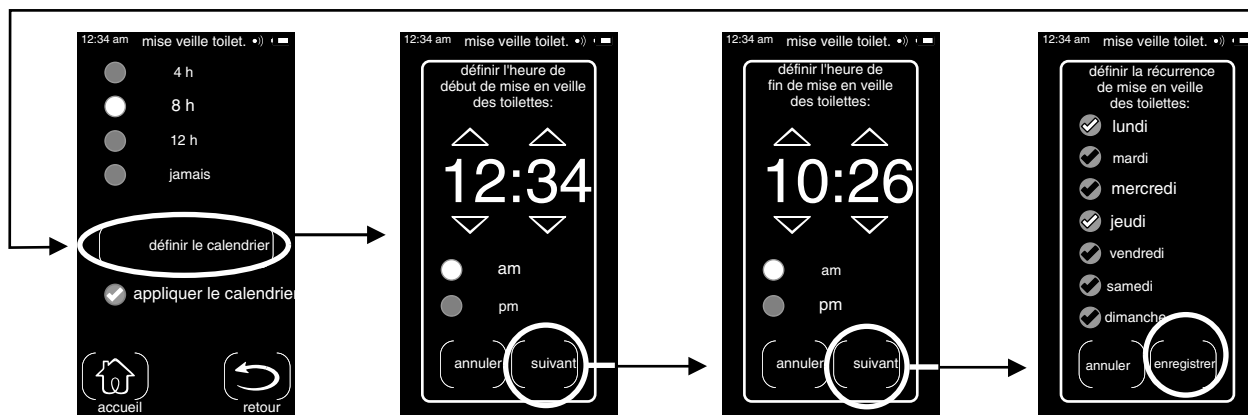 12:34 am mise veille toilet.
4 h
8 h
12 h
jamais
définir le calendrier
appliquer le calendrier
accueil
retour
12:34 am mise veille toilet.
définir l'heure de
début de mise en veille
des toilettes:
12:34
am
pm
annuler
suivant
12:34 am mise veille toilet.
définir l'heure de
fin de mise en veille
des toilettes:
10:26
am
pm
annuler
suivant
12:34 am mise veille toilet.
définir la récurrence
de mise en veille
des toilettes:
lundi
mardi
mercredi
jeudi
vendredi
samedi
dimanche
annuler
enregistrer